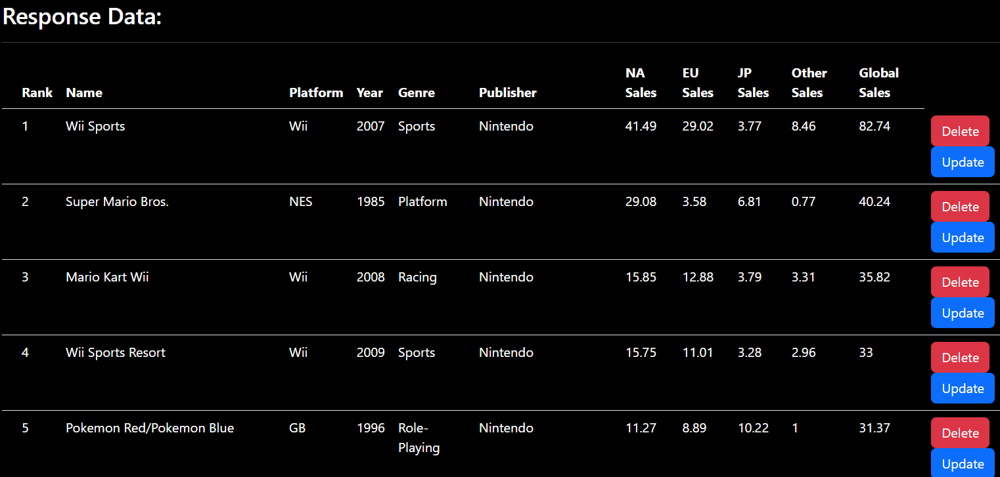 Response Data:
Rank Name Platform Year Genre Publisher NA Sales EU Sales JP Sales Other Sales Global Sales
1 Wii Sports Wii 2007 Sports Nintendo 41.49 29.02 3.77 8.46 82.74 Delete
Update
2 Super Mario Bros. NES 1985 Platform Nintendo 29.08 3.58 6.81 0.77 40.24 Delete
Update
3 Mario Kart Wii Wii 2008 Racing Nintendo 15.85 12.88 3.79 3.31 35.82 Delete
Update
4 Wii Sports Resort Wii 2009 Sports Nintendo 15.75 11.01 3.28 2.96 33 Delete
Update
5 Pokemon Red/Pokemon Blue GB 1996 Role-Playing Nintendo 11.27 8.89 10.22 1 31.37 Delete
Update